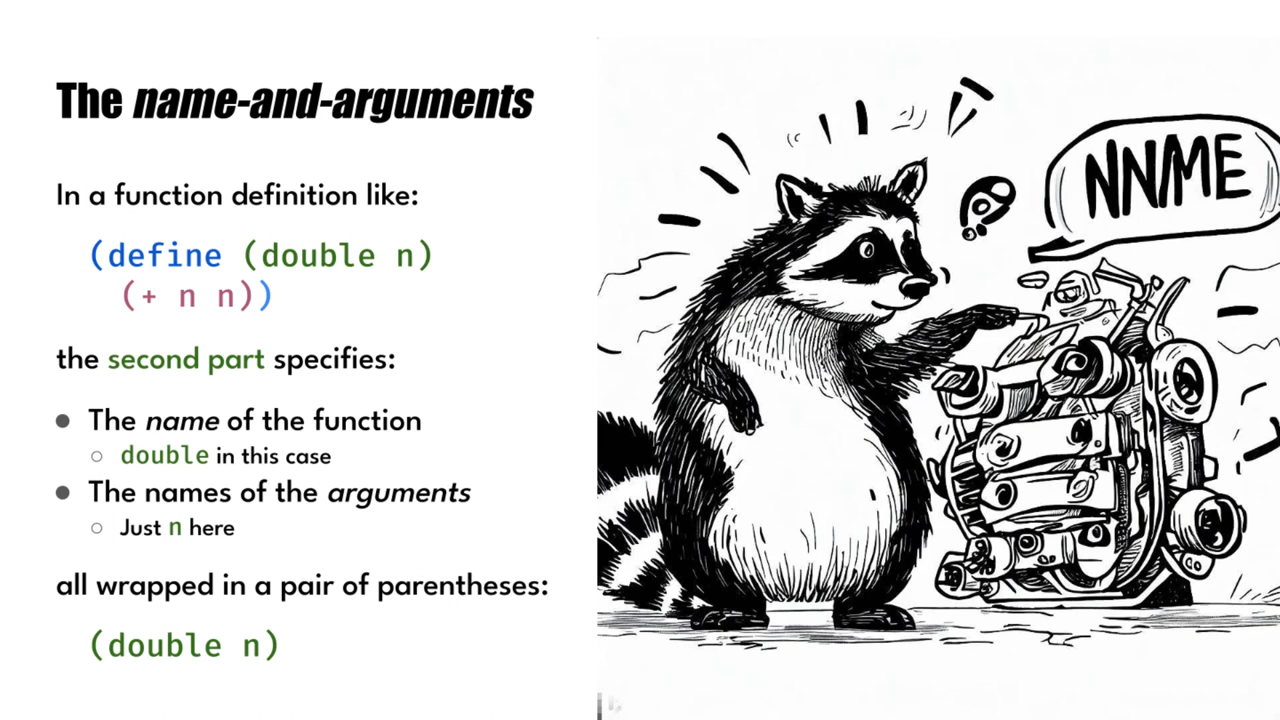 The name-and-arguments
In a function definition like:
(define (double n)
(+ n n))
the second part specifies:
● The name of the function
○ double in this case
● The names of the arguments
○ Just n here
all wrapped in a pair of parentheses:
(double n)
NNME